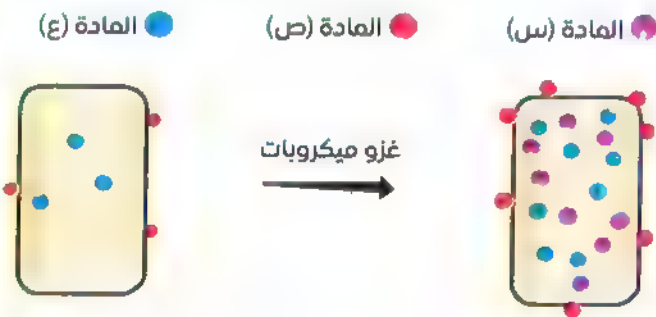 المادة (س) المادة (ص) المادة (ع)
غزو ميكروبات